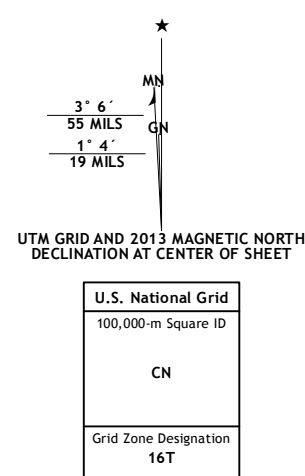 ★
MN
3° 6´
55 MILS
GN
1° 4´
19 MILS
UTM GRID AND 2013 MAGNETIC NORTH
DECLINATION AT CENTER OF SHEET
U.S. National Grid
100,000-m Square ID
CN
Grid Zone Designation
16T